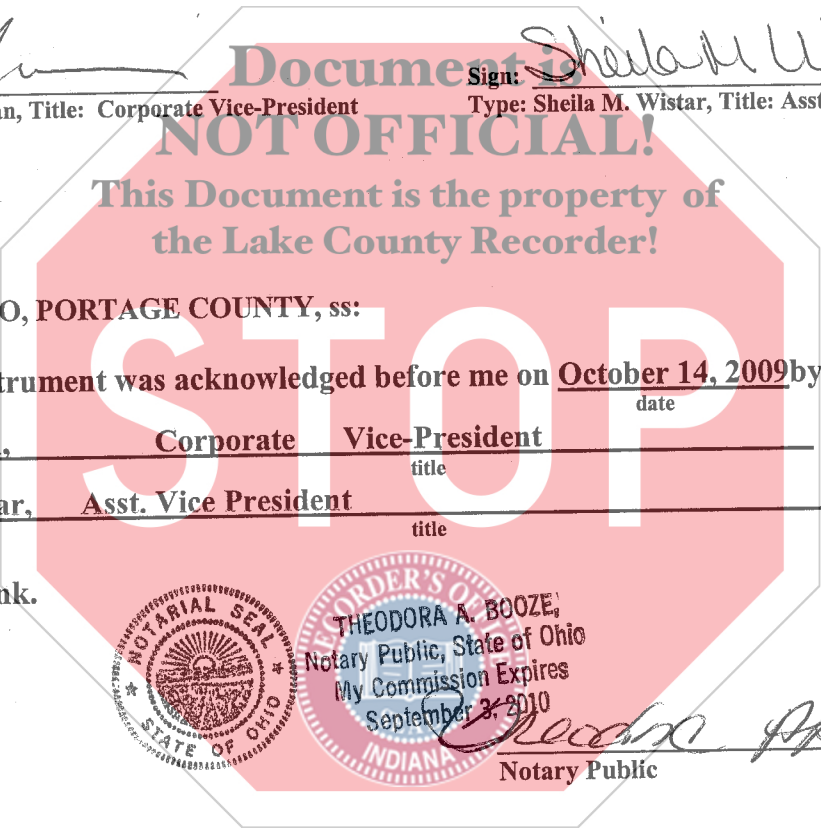 Document is
Sign: Sheila M Wi
an, Title: Corporate Vice-President
Type: Sheila M. Wistar, Title: Asst
NOT OFFICIAL!
This Document is the property of
the Lake County Recorder!
O, PORTAGE COUNTY, ss:
trument was acknowledged before me on October 14, 2009by
date
, Corporate Vice-President
title
ar, Asst. Vice President
title
nk.
STOP
NOTARIAL SEAL
STATE OF OHIO
RECORDER'S OF
INDIANA
THEODORA A. BOOZE,
Notary Public, State of Ohio
My Commission Expires
September 3, 2010
Notary Public